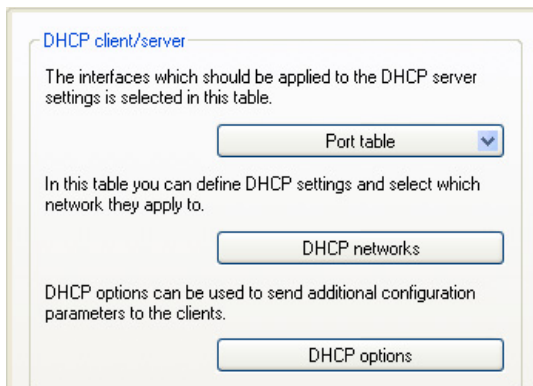 DHCP client/server
The interfaces which should be applied to the DHCP server
settings is selected in this table.
Port table
In this table you can define DHCP settings and select which
network they apply to.
DHCP networks
DHCP options can be used to send additional configuration
parameters to the clients.
DHCP options